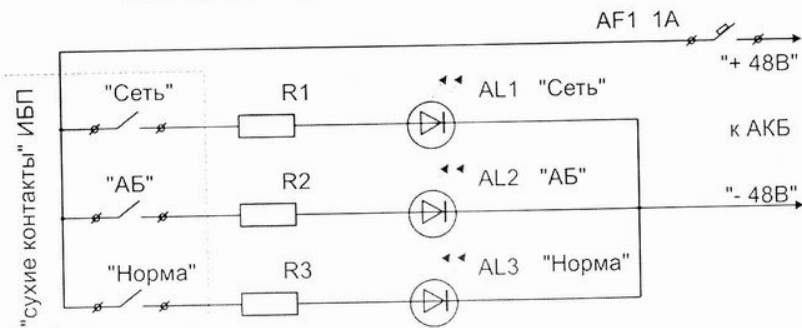 AF1 1A
"+ 48В"
"сухие контакты" ИБП
"Сеть"
R1
AL1 "Сеть"
к АКБ
"АБ"
R2
AL2 "АБ"
"- 48В"
"Норма"
R3
AL3 "Норма"